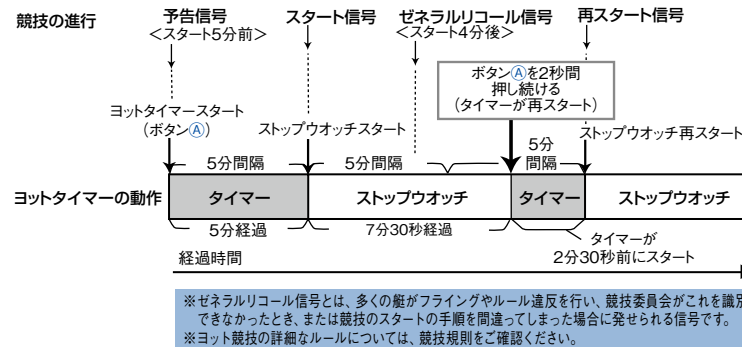 競技の進行
予告信号
<スタート5分前>
スタート信号
ゼネラルリコール信号
<スタート4分後>
再スタート信号
ボタンⒶを2秒間
押し続ける
(タイマーが再スタート)
ヨットタイマースタート
(ボタンⒶ)
ストップウオッチスタート
ストップウオッチ再スタート
5分間隔
5分間隔
5分
間隔
ヨットタイマーの動作
タイマー
ストップウオッチ
タイマー
ストップウオッチ
5分経過
7分30秒経過
タイマーが
2分30秒前にスタート
経過時間
※ゼネラルリコール信号とは、多くの艇がフライングやルール違反を行い、競技委員会がこれを識別
できなかったとき、または競技のスタートの手順を間違ってしまった場合に発せられる信号です。
※ヨット競技の詳細なルールについては、競技規則をご確認ください。